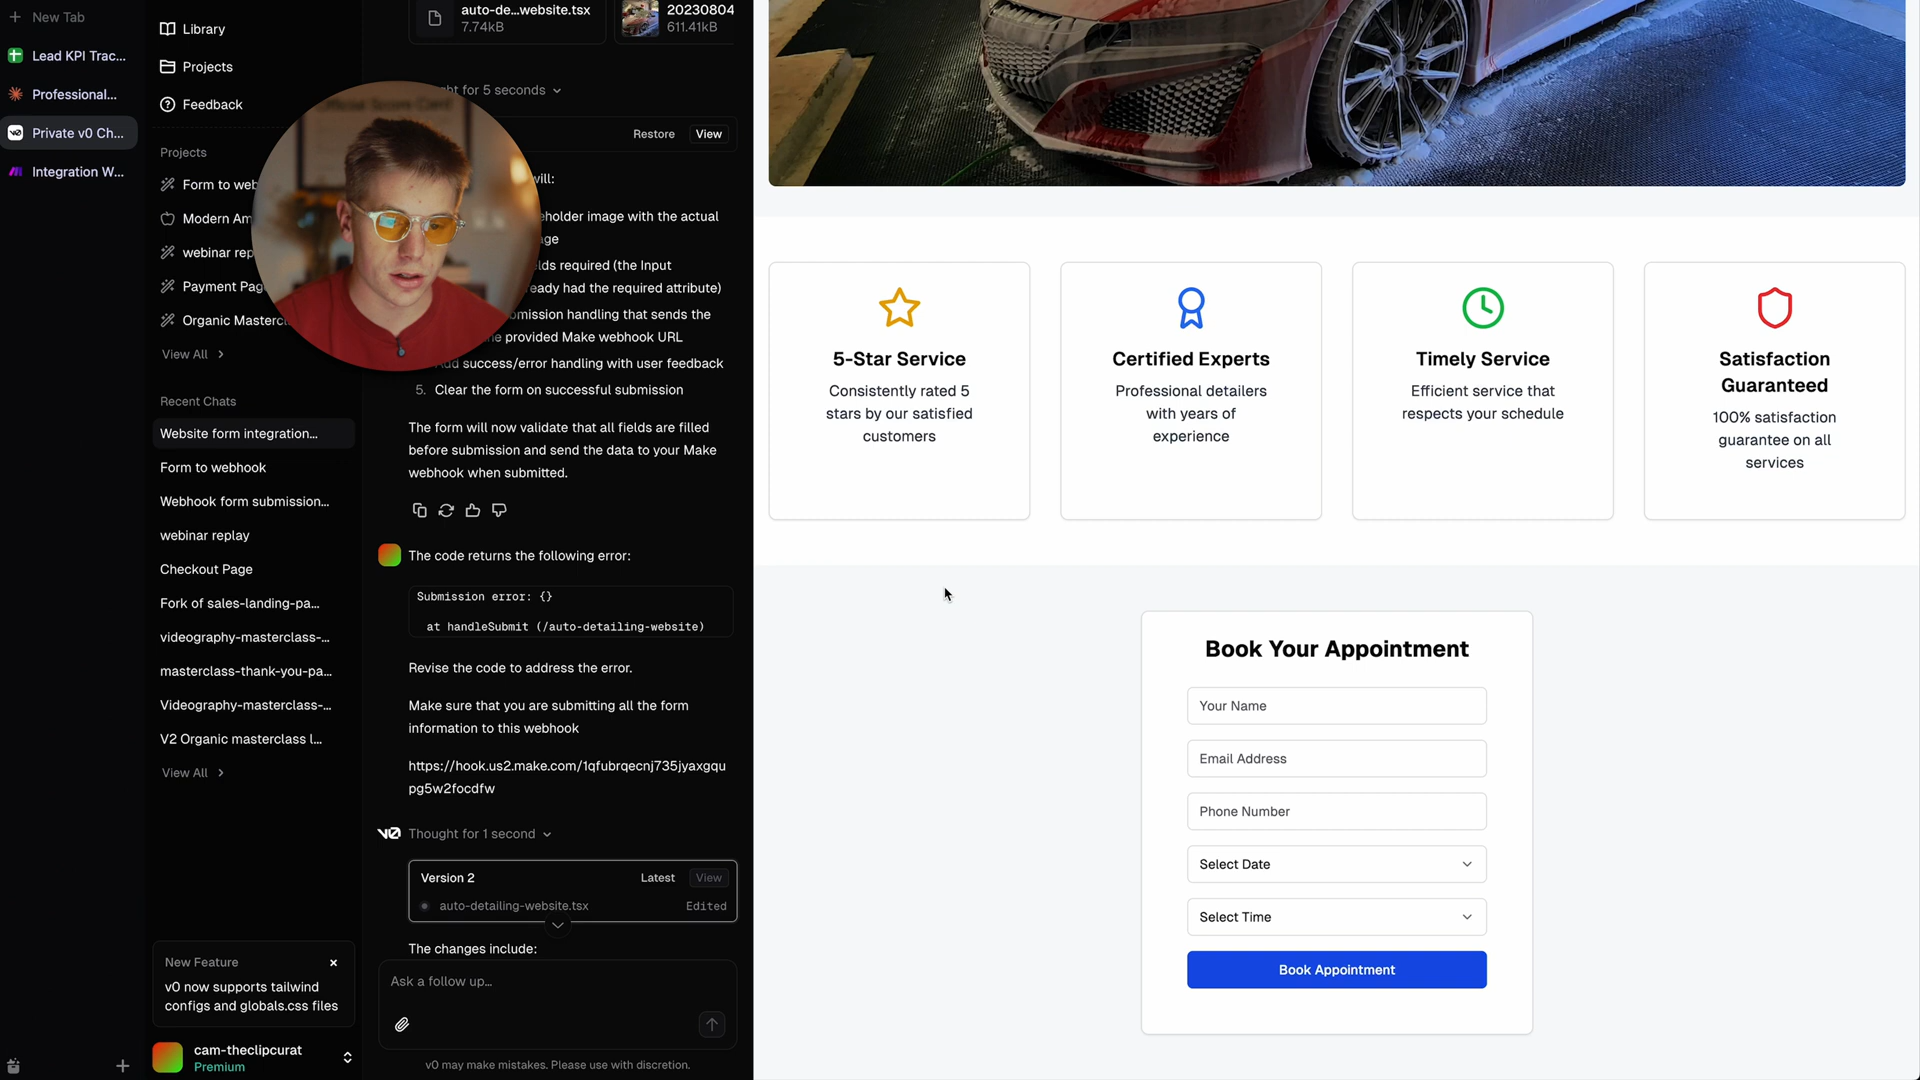 New Tab
Lead KPI Trac...
Professional...
Private v0 Ch...
Integration W...
Library
Projects
Feedback
Projects
Form to web
Modern Am
webinar rep
Payment Pag
Organic Mastercl
View All
Recent Chats
Website form integration...
Form to webhook
Webhook form submission...
webinar replay
Checkout Page
Fork of sales-landing-pa...
videography-masterclass-...
masterclass-thank-you-pa...
Videography-masterclass-...
V2 Organic masterclass l...
View All
New Feature
v0 now supports tailwind
configs and globals.css files
cam-theclipcurat
Premium
auto-de...website.tsx
7.74kB
20230804
611.41kB
ght for 5 seconds
Restore
View
will:
eholder image with the actual
age
lds required (the Input
ready had the required attribute)
bmission handling that sends the
he provided Make webhook URL
Add success/error handling with user feedback
5. Clear the form on successful submission
The form will now validate that all fields are filled
before submission and send the data to your Make
webhook when submitted.
The code returns the following error:
Submission error: {}
at handleSubmit (/auto-detailing-website)
Revise the code to address the error.
Make sure that you are submitting all the form
information to this webhook
https://hook.us2.make.com/1qfubrqecnj735jyaxgqu
pg5w2focdfw
v0 Thought for 1 second
Version 2
Latest
View
auto-detailing-website.tsx
Edited
The changes include:
Ask a follow up...
v0 may make mistakes. Please use with discretion.
5-Star Service
Consistently rated 5
stars by our satisfied
customers
Certified Experts
Professional detailers
with years of
experience
Timely Service
Efficient service that
respects your schedule
Satisfaction
Guaranteed
100% satisfaction
guarantee on all
services
Book Your Appointment
Your Name
Email Address
Phone Number
Select Date
Select Time
Book Appointment